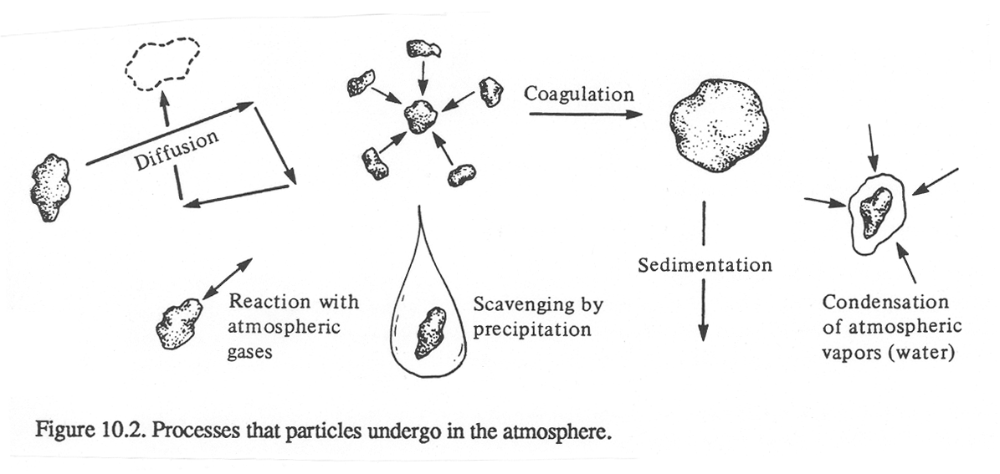 Diffusion
Coagulation
Sedimentation
Reaction with
atmospheric
gases
Scavenging by
precipitation
Condensation
of atmospheric
vapors (water)
Figure 10.2. Processes that particles undergo in the atmosphere.